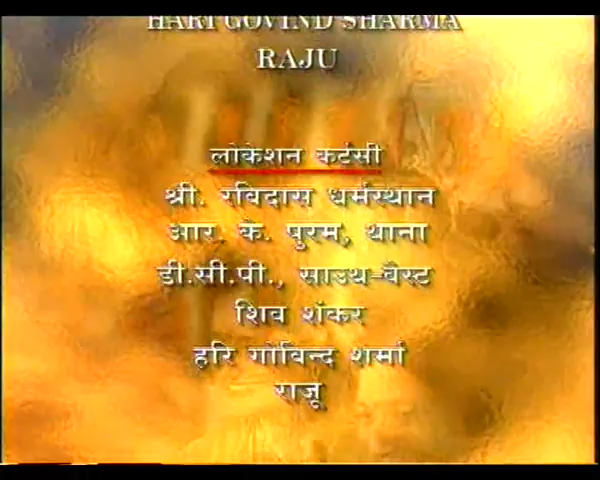 HARI GOVIND SHARMA
RAJU
लोकेशन कर्टसी
श्री. रविदास धर्मस्थान
आर. के. पुरम, थाना
डी.सी.पी., साउथ-वैस्ट
शिव शंकर
हरि गोविन्द शर्मा
राजू